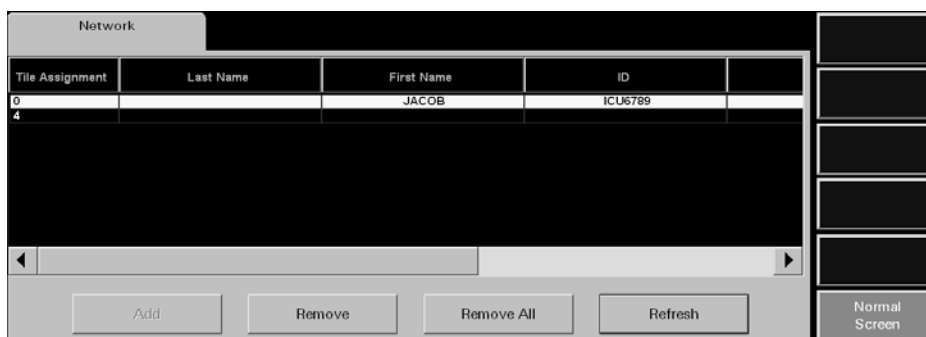 Network
Tile Assignment Last Name First Name ID
0 JACOB ICU6789
4
Add Remove Remove All Refresh
Normal
Screen